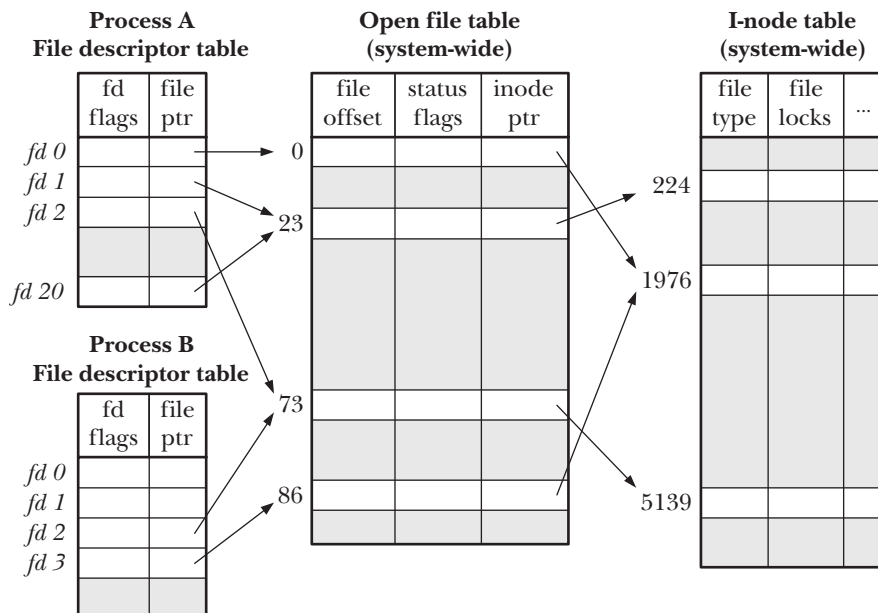 Process A
File descriptor table
fd
flags
file
ptr
fd 0
fd 1
fd 2
fd 20
Process B
File descriptor table
fd
flags
file
ptr
fd 0
fd 1
fd 2
fd 3
Open file table
(system-wide)
file
offset
status
flags
inode
ptr
0
23
73
86
I-node table
(system-wide)
file
type
file
locks
...
224
1976
5139